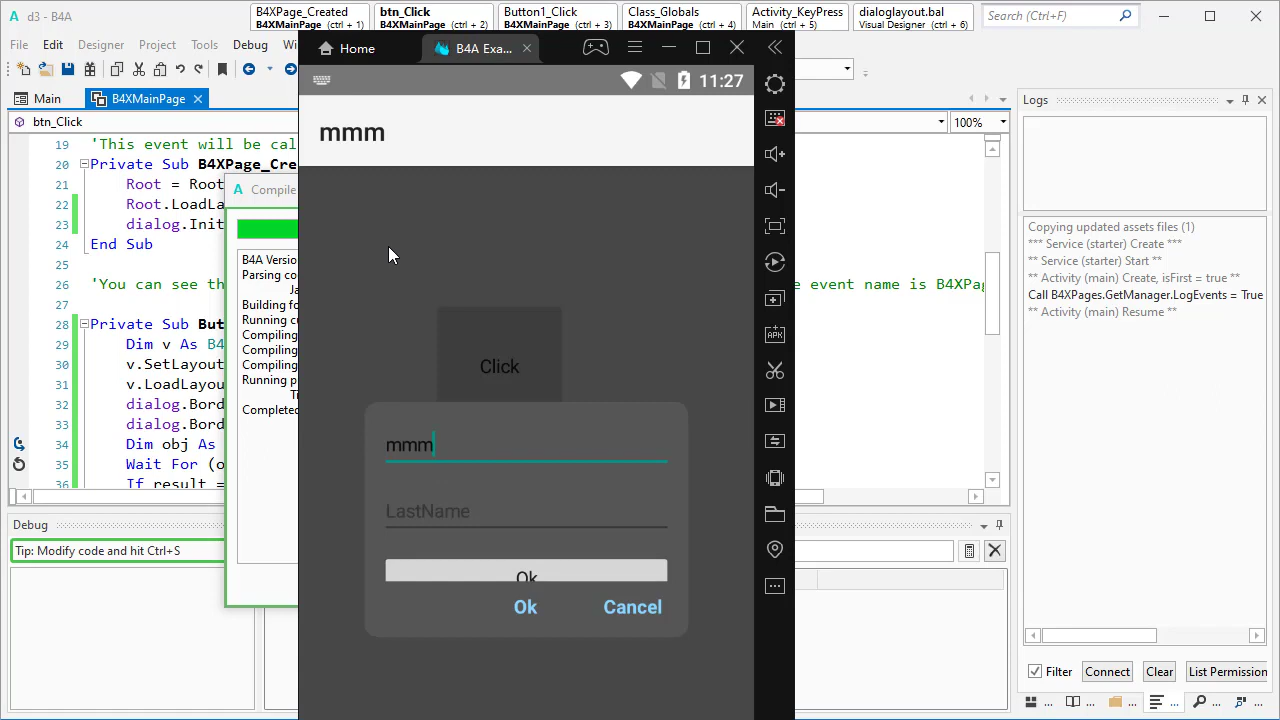 d3 - B4A
B4XPage_Created
B4XMainPage (ctrl + 1)
btn_Click
B4XMainPage (ctrl + 2)
Button1_Click
B4XMainPage (ctrl + 3)
Class_Globals
B4XMainPage (ctrl + 4)
Activity_KeyPress
Main (ctrl + 5)
dialoglayout.bal
Visual Designer (ctrl + 6)
Search (Ctrl+F)
File Edit Designer Project Tools Debug
Home
B4A Exa...
11:27
Main
B4XMainPage
mmm
btn_Click
100%
19 'This event will be cal
20 Private Sub B4XPage_Cre
21 Root = Root
22 Root.LoadLa
23 dialog.Init
24 End Sub
25
26 'You can see th
e event name is B4XPag
27
28 Private Sub But
29 Dim v As B4
30 v.SetLayout
31 v.LoadLayou
32 dialog.Bord
33 dialog.Bord
34 Dim obj As
35 Wait For (o
36 If result =
Compile
B4A Versio
Parsing co
Ja
Building fo
Running cu
Compiling
Compiling
Compiling
Running p
Completed
Click
mmm
LastName
Ok
Ok
Cancel
Debug
Tip: Modify code and hit Ctrl+S
APK
Logs
Copying updated assets files (1)
*** Service (starter) Create ***
** Service (starter) Start **
** Activity (main) Create, isFirst = true **
Call B4XPages.GetManager.LogEvents = True
** Activity (main) Resume **
Filter
Connect
Clear
List Permission